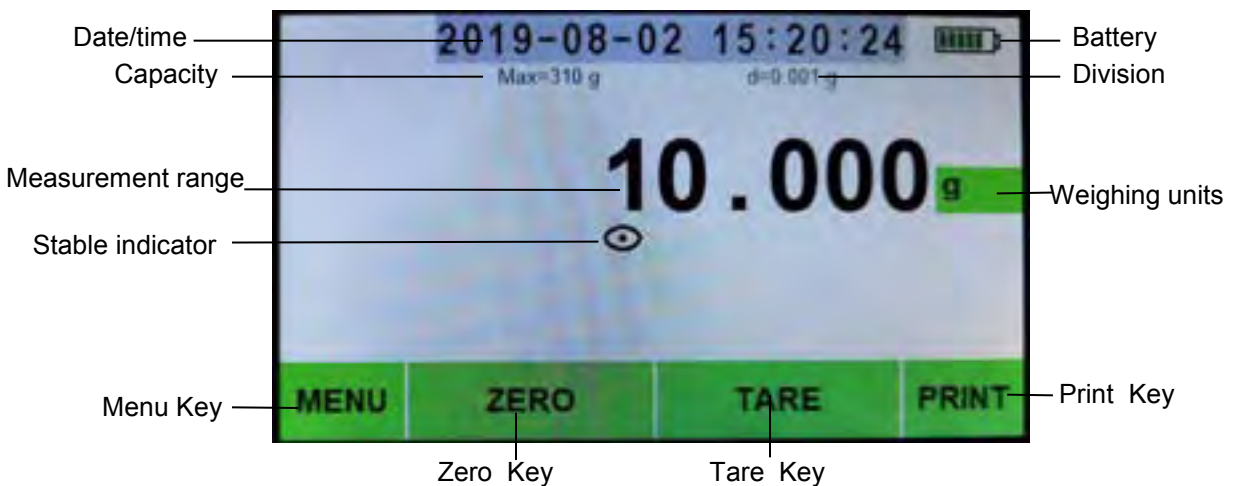 Date/time 2019-08-02 15:20:24 Battery
Capacity Max=310 g d=0.001 g Division
Measurement range 10.000 g Weighing units
Stable indicator
Menu Key MENU ZERO TARE PRINT Print Key
Zero Key Tare Key